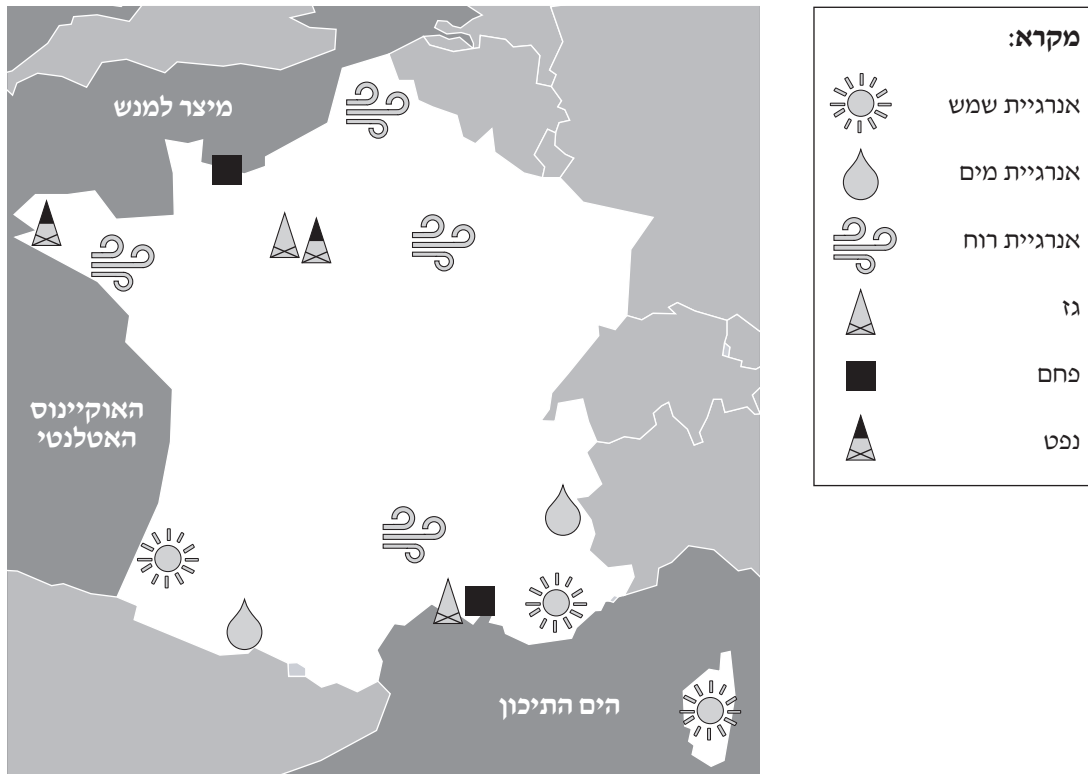 מיצר למנש
האוקיינוס
האטלנטי
הים התיכון
מקרא:
אנרגיית שמש
אנרגיית מים
אנרגיית רוח
גז
פחם
נפט